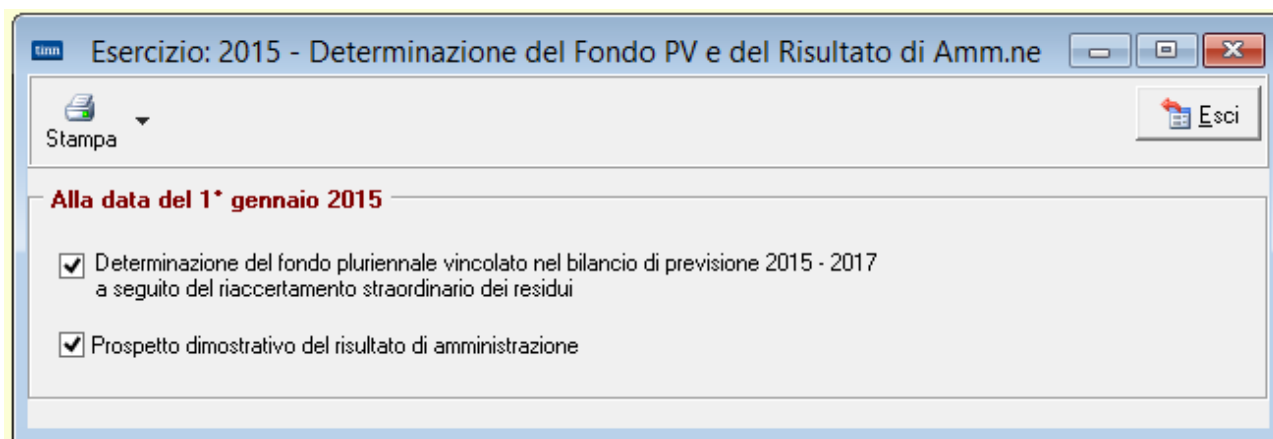 tinn Esercizio: 2015 - Determinazione del Fondo PV e del Risultato di Amm.ne
Stampa
Esci
Alla data del 1° gennaio 2015
Determinazione del fondo pluriennale vincolato nel bilancio di previsione 2015 - 2017
a seguito del riaccertamento straordinario dei residui
Prospetto dimostrativo del risultato di amministrazione